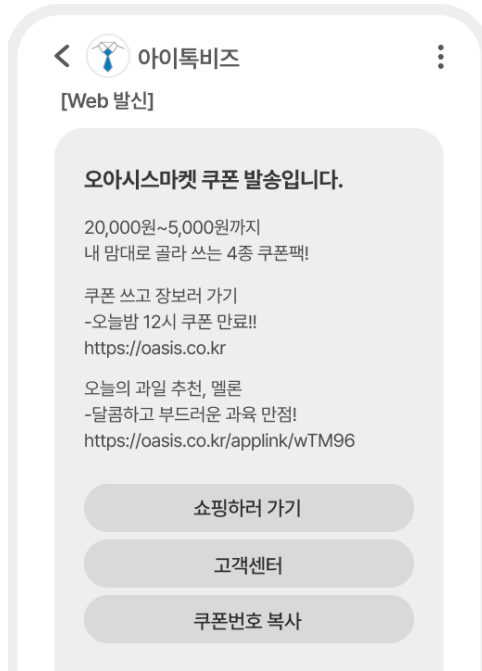 아이톡비즈
[Web 발신]
오아시스마켓 쿠폰 발송입니다.
20,000원~5,000원까지
내 맘대로 골라 쓰는 4종 쿠폰팩!
쿠폰 쓰고 장보러 가기
-오늘밤 12시 쿠폰 만료!!
https://oasis.co.kr
오늘의 과일 추천, 멜론
-달콤하고 부드러운 과육 만점!
https://oasis.co.kr/applink/wTM96
쇼핑하러 가기
고객센터
쿠폰번호 복사